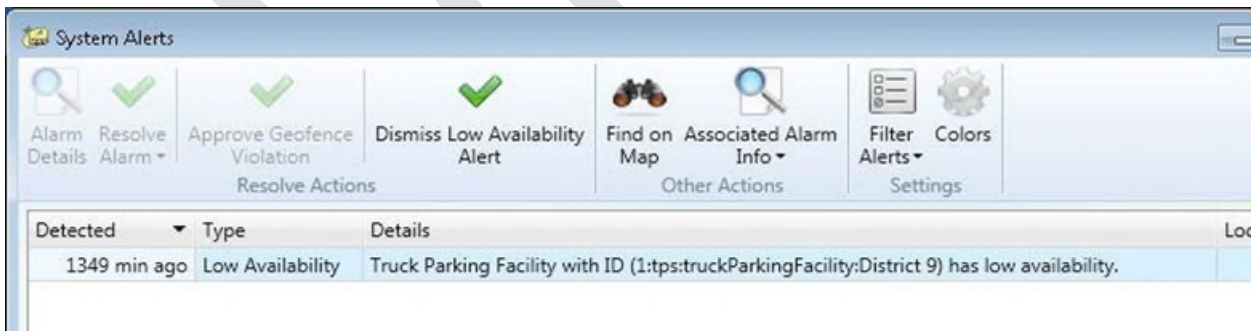 System Alerts
Alarm Details
Resolve Alarm
Approve Geofence Violation
Dismiss Low Availability Alert
Find on Map
Associated Alarm Info
Filter Alerts
Colors
Resolve Actions
Other Actions
Settings
Detected Type Details Loc
1349 min ago Low Availability Truck Parking Facility with ID (1:tps:truckParkingFacility:District 9) has low availability.